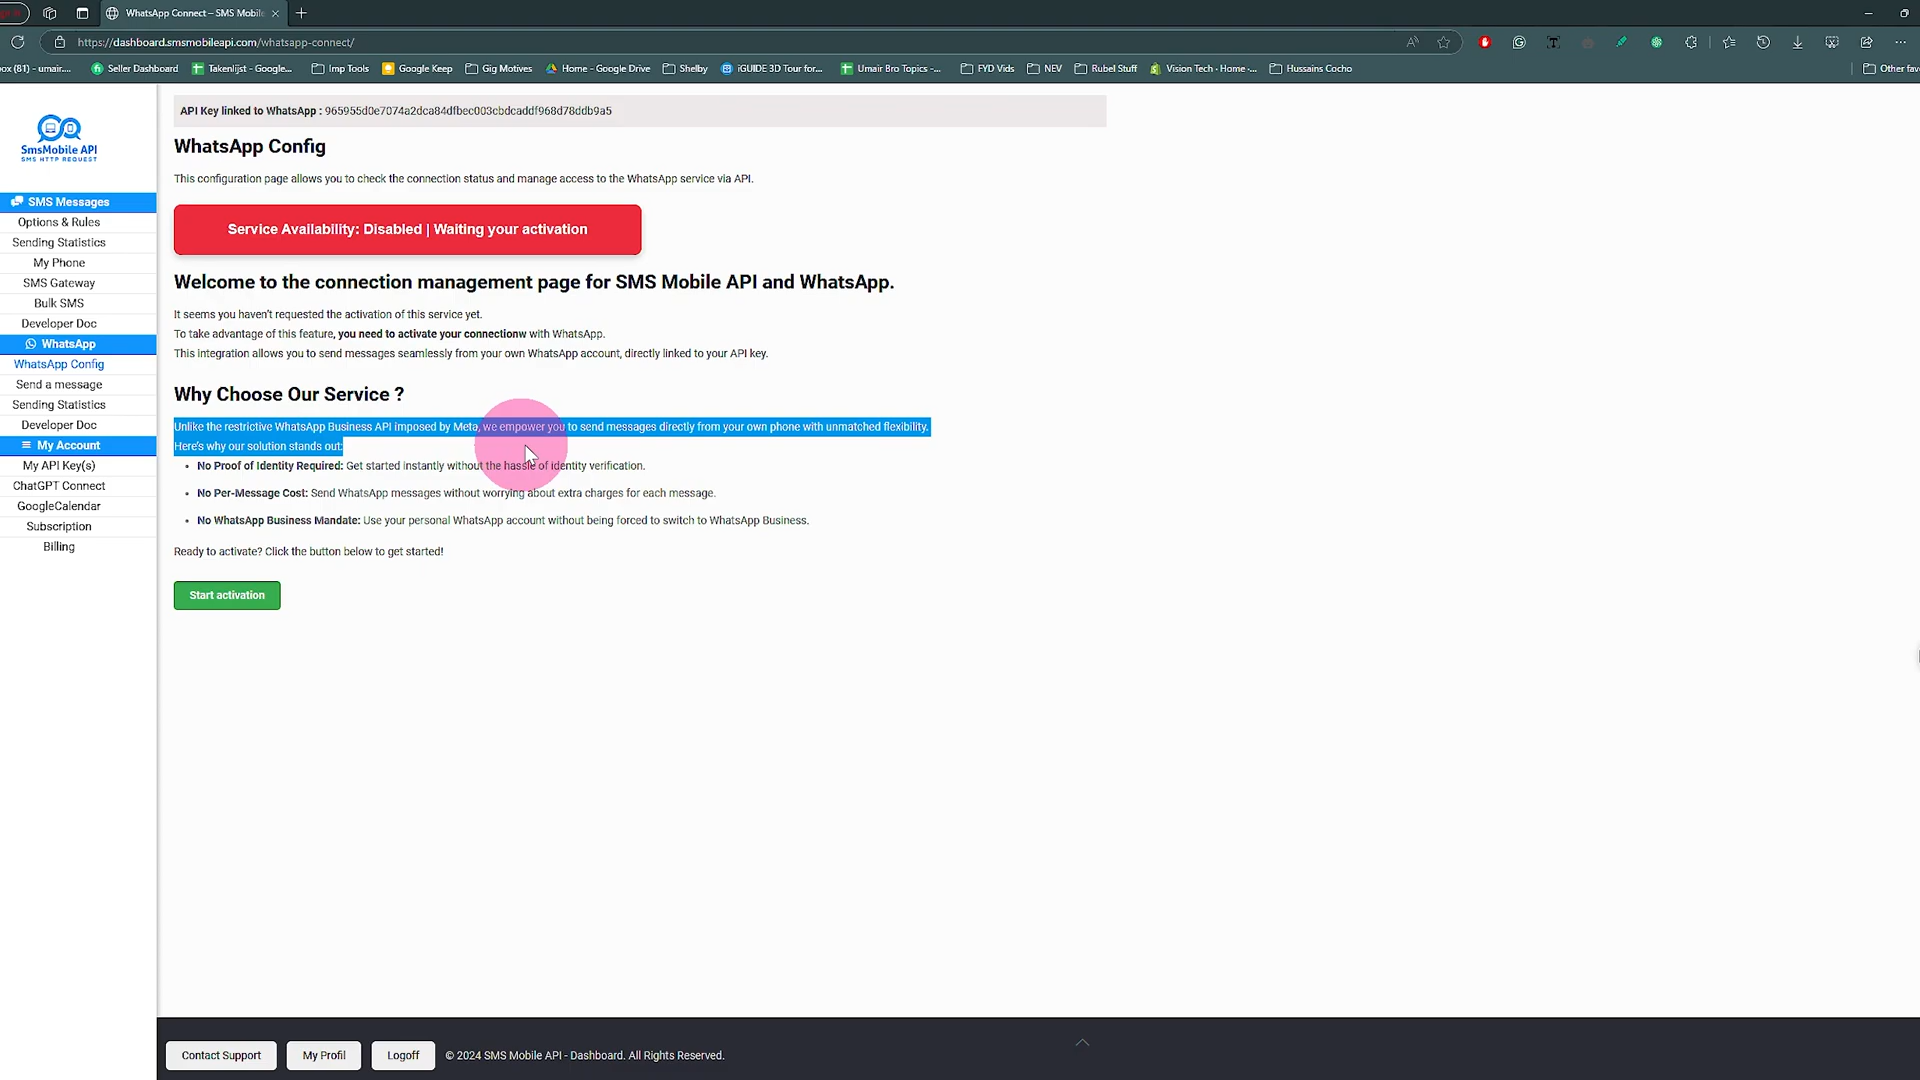 WhatsApp Connect – SMS Mobile
https://dashboard.smsmobileapi.com/whatsapp-connect/
ox (81) - umair....
Seller Dashboard
Takenlijst - Google...
Imp Tools
Google Keep
Gig Motives
Home - Google Drive
Shelby
iGUIDE 3D Tour for...
Umair Bro Topics -...
FYD Vids
NEV
Rubel Stuff
Vision Tech · Home ·...
Hussains Cocho
Other fav
SmsMobile API
SMS HTTP REQUEST
SMS Messages
Options & Rules
Sending Statistics
My Phone
SMS Gateway
Bulk SMS
Developer Doc
WhatsApp
WhatsApp Config
Send a message
Sending Statistics
Developer Doc
My Account
My API Key(s)
ChatGPT Connect
GoogleCalendar
Subscription
Billing
API Key linked to WhatsApp : 965955d0e7074a2dca84dfbec003cbdcaddf968d78ddb9a5
WhatsApp Config
This configuration page allows you to check the connection status and manage access to the WhatsApp service via API.
Service Availability: Disabled | Waiting your activation
Welcome to the connection management page for SMS Mobile API and WhatsApp.
It seems you haven't requested the activation of this service yet.
To take advantage of this feature, you need to activate your connectionw with WhatsApp.
This integration allows you to send messages seamlessly from your own WhatsApp account, directly linked to your API key.
Why Choose Our Service ?
Unlike the restrictive WhatsApp Business API imposed by Meta, we empower you to send messages directly from your own phone with unmatched flexibility.
Here's why our solution stands out:
• No Proof of Identity Required: Get started instantly without the hassle of identity verification.
• No Per-Message Cost: Send WhatsApp messages without worrying about extra charges for each message.
• No WhatsApp Business Mandate: Use your personal WhatsApp account without being forced to switch to WhatsApp Business.
Ready to activate? Click the button below to get started!
Start activation
Contact Support
My Profil
Logoff
© 2024 SMS Mobile API - Dashboard. All Rights Reserved.